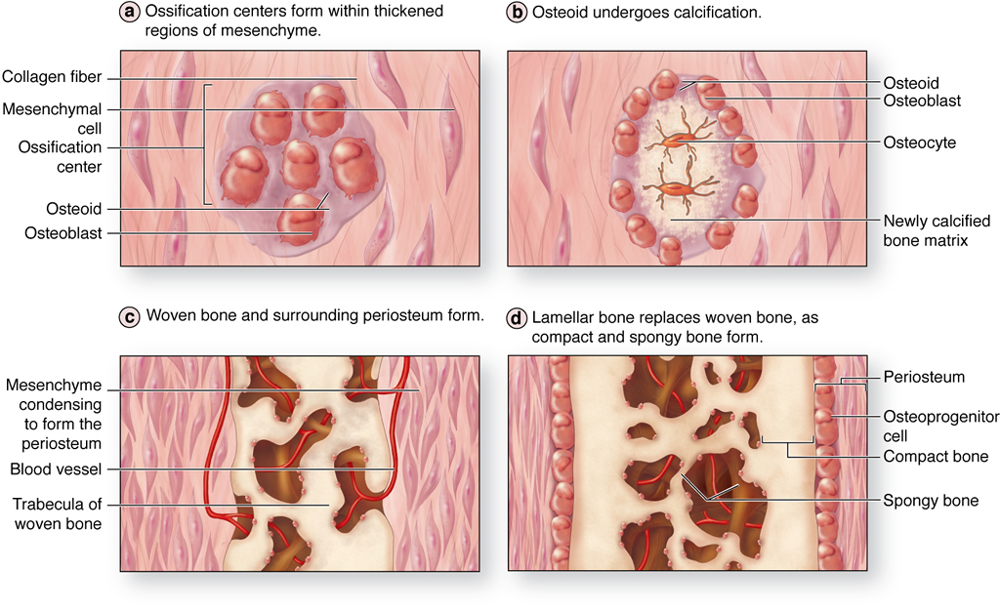 a Ossification centers form within thickened
regions of mesenchyme.
Collagen fiber
Mesenchymal
cell
Ossification
center
Osteoid
Osteoblast
b Osteoid undergoes calcification.
Osteoid
Osteoblast
Osteocyte
Newly calcified
bone matrix
c Woven bone and surrounding periosteum form.
Mesenchyme
condensing
to form the
periosteum
Blood vessel
Trabecula of
woven bone
d Lamellar bone replaces woven bone, as
compact and spongy bone form.
Periosteum
Osteoprogenitor
cell
Compact bone
Spongy bone